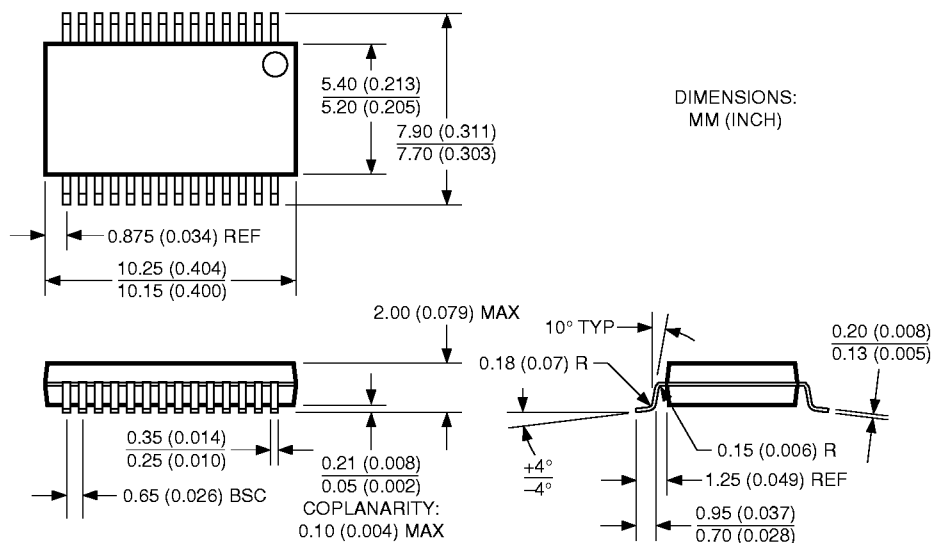 5.40 (0.213)
5.20 (0.205)
DIMENSIONS:
MM (INCH)
7.90 (0.311)
7.70 (0.303)
0.875 (0.034) REF
10.25 (0.404)
10.15 (0.400)
2.00 (0.079) MAX
10° TYP
0.20 (0.008)
0.13 (0.005)
0.18 (0.07) R
0.35 (0.014)
0.25 (0.010)
0.21 (0.008)
0.05 (0.002)
0.15 (0.006) R
+4°
–4°
1.25 (0.049) REF
0.65 (0.026) BSC
COPLANARITY:
0.10 (0.004) MAX
0.95 (0.037)
0.70 (0.028)